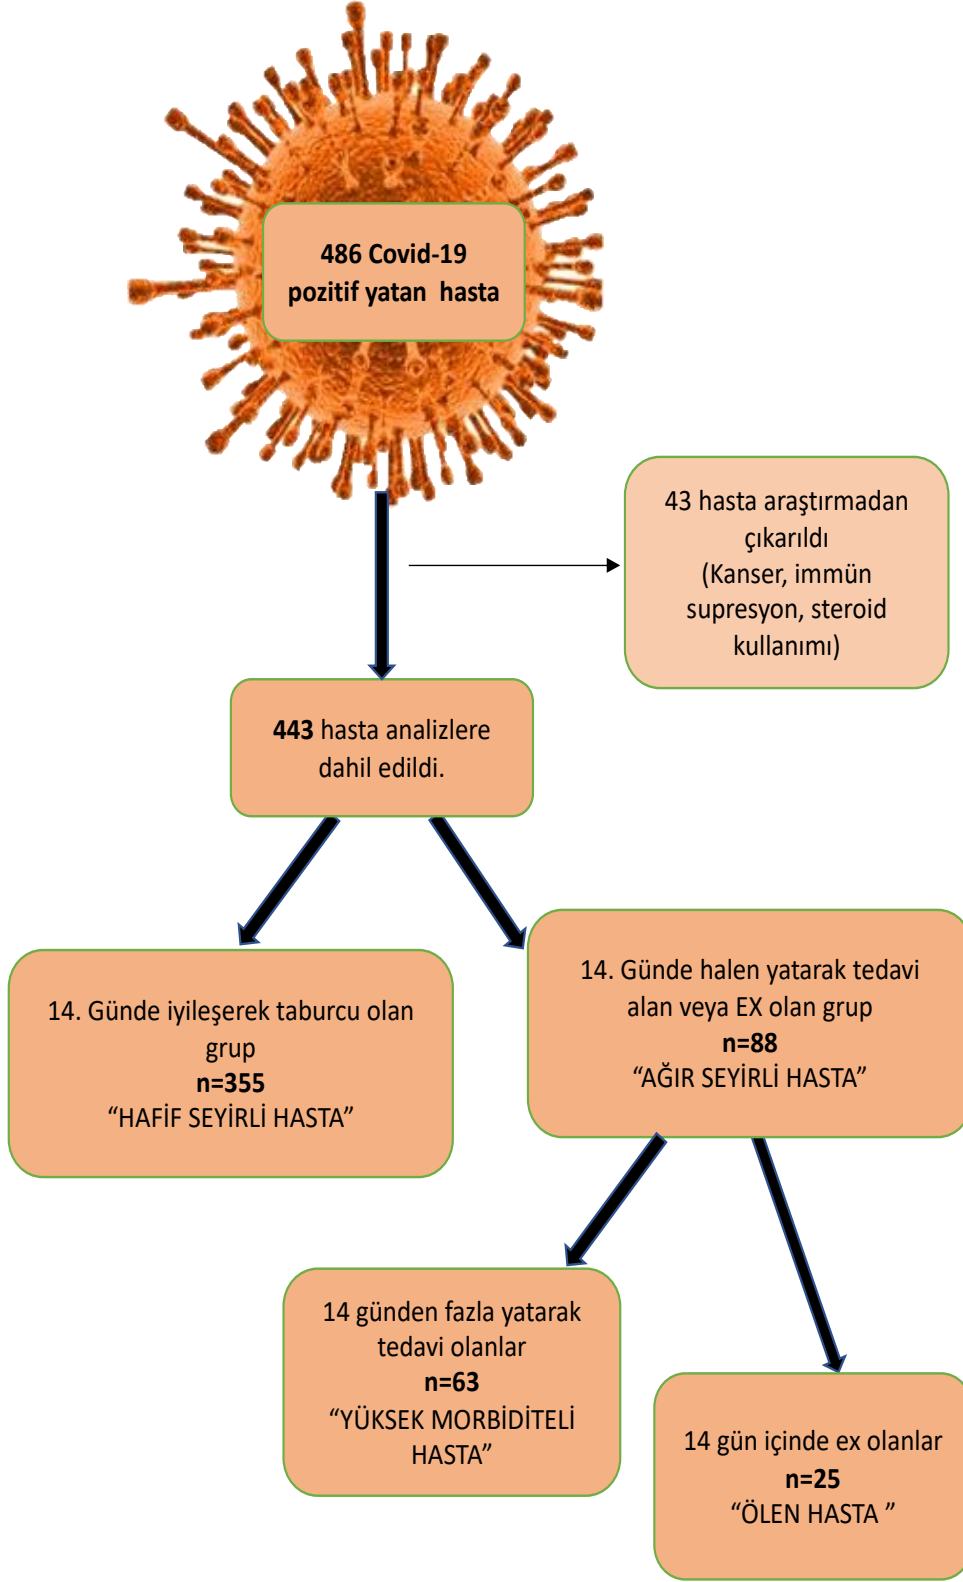 486 Covid-19
pozitif yatan hasta
43 hasta araştırmadan
çıkarıldı
(Kanser, immün
supresyon, steroid
kullanımı)
443 hasta analizlere
dahil edildi.
14. Günde iyileşerek taburcu olan
grup
n=355
“HAFİF SEYİRLİ HASTA”
14. Günde halen yatarak tedavi
alan veya EX olan grup
n=88
“AĞIR SEYİRLİ HASTA”
14 günden fazla yatarak
tedavi olanlar
n=63
“YÜKSEK MORBİDİTELİ
HASTA”
14 gün içinde ex olanlar
n=25
“ÖLEN HASTA ”